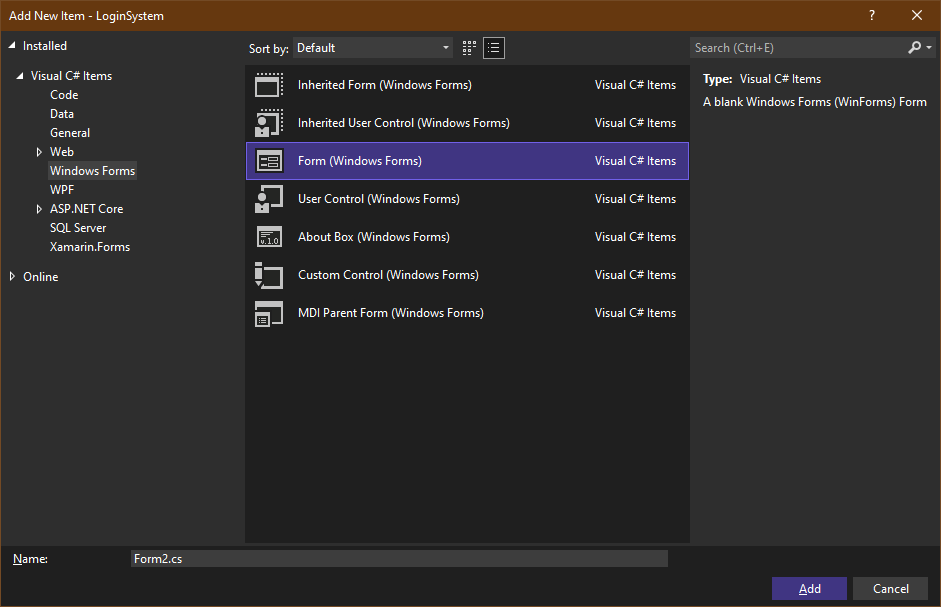 Add New Item - LoginSystem
?
Installed
Sort by: Default
Search (Ctrl+E)
Visual C# Items
Code
Data
General
Web
Windows Forms
WPF
ASP.NET Core
SQL Server
Xamarin.Forms
Online
Inherited Form (Windows Forms) Visual C# Items
Inherited User Control (Windows Forms) Visual C# Items
Form (Windows Forms) Visual C# Items
User Control (Windows Forms) Visual C# Items
v.1.0
About Box (Windows Forms) Visual C# Items
Custom Control (Windows Forms) Visual C# Items
MDI Parent Form (Windows Forms) Visual C# Items
Type: Visual C# Items
A blank Windows Forms (WinForms) Form
Name: Form2.cs
Add Cancel